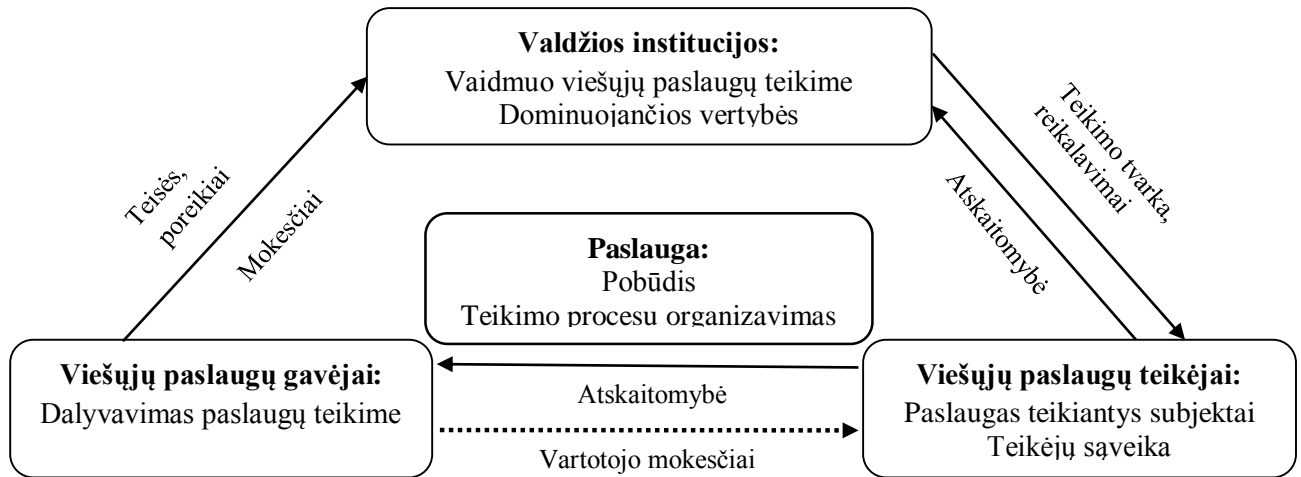 Valdžios institucijos:
Vaidmuo viešųjų paslaugų teikime
Dominuojančios vertybės
Teisės,
poreikiai
Mokesčiai
Teikimo tvarka,
reikalavimai
Atskaitomybė
Paslauga:
Pobūdis
Teikimo procesu organizavimas
Viešųjų paslaugų gavėjai:
Dalyvavimas paslaugų teikime
Atskaitomybė
Vartotojo mokesčiai
Viešųjų paslaugų teikėjai:
Paslaugas teikiantys subjektai
Teikėjų sąveika